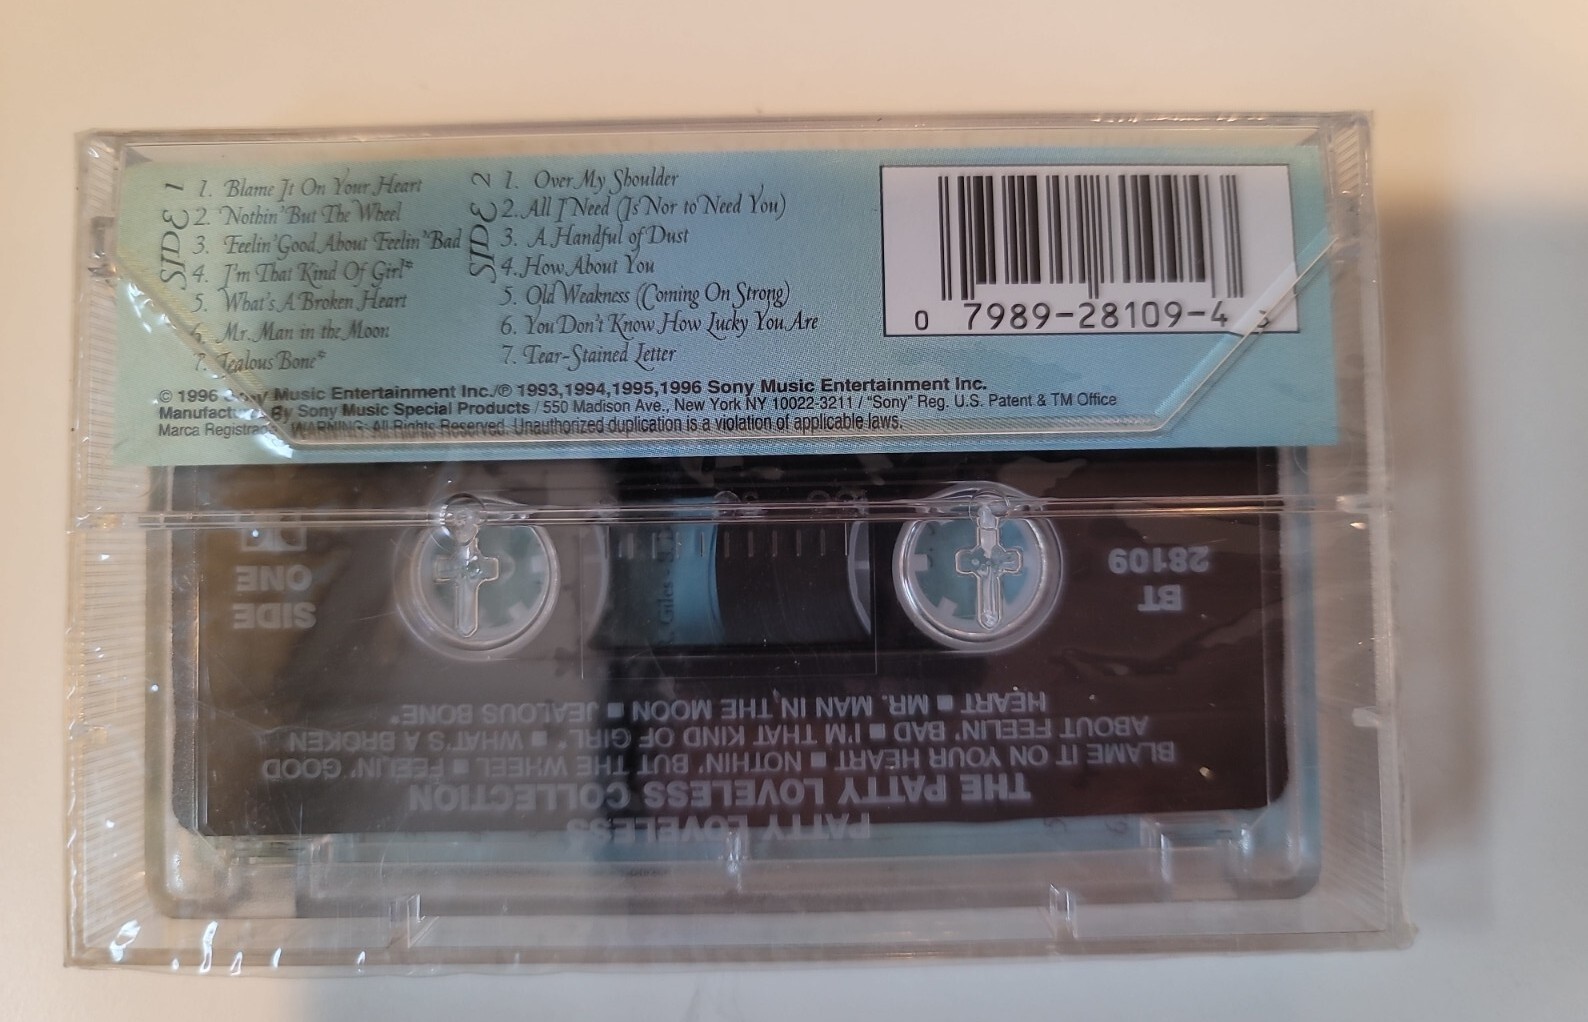 SIDE 1
1. Blame It On Your Heart
2. Nothin' But The Wheel
3. Feelin' Good About Feelin' Bad
4. I'm That Kind Of Girl*
5. What's A Broken Heart
6. Mr. Man in the Moon
7. Jealous Bone*
SIDE 2
1. Over My Shoulder
2. All I Need (Is Not to Need You)
3. A Handful of Dust
4. How About You
5. Old Weakness (Coming On Strong)
6. You Don't Know How Lucky You Are
7. Tear-Stained Letter
0 7989-28109-4 3
© 1996 Sony Music Entertainment Inc./℗ 1993,1994,1995,1996 Sony Music Entertainment Inc.
Manufactured By Sony Music Special Products / 550 Madison Ave., New York NY 10022-3211 / "Sony" Reg. U.S. Patent & TM Office
Marca Registrada. WARNING: All Rights Reserved. Unauthorized duplication is a violation of applicable laws.
PATTY LOVELESS
THE PATTY LOVELESS COLLECTION
BLAME IT ON YOUR HEART ■ NOTHIN' BUT THE WHEEL ■ FEELIN' GOOD
ABOUT FEELIN' BAD ■ I'M THAT KIND OF GIRL* ■ WHAT'S A BROKEN
HEART ■ MR. MAN IN THE MOON ■ JEALOUS BONE*
BT
28109
SIDE
ONE